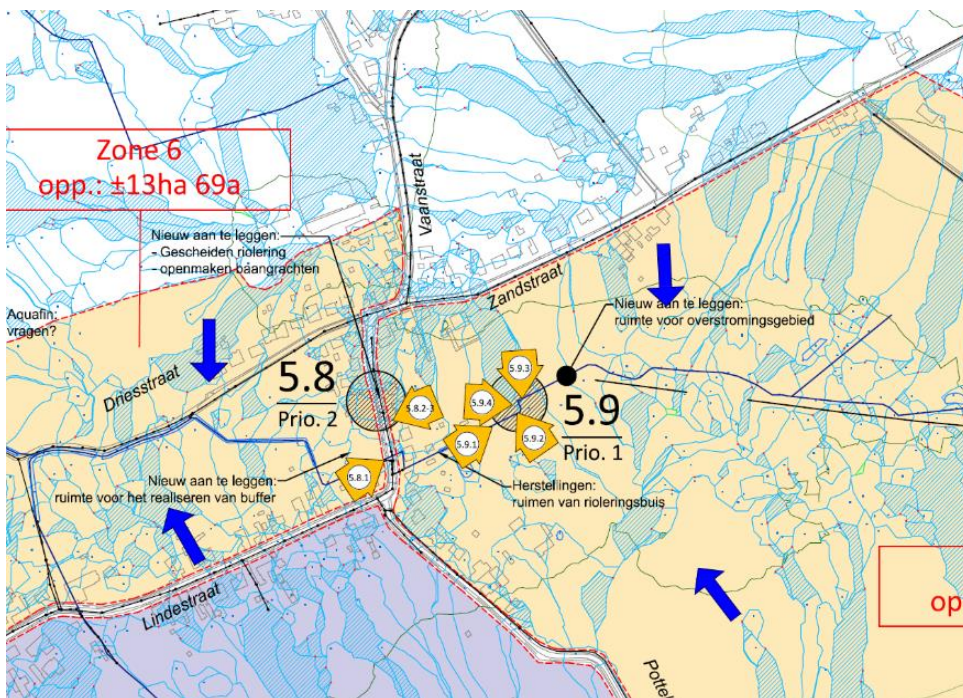 Zone 6
opp.: ±13ha 69a
Vaanstraat
Nieuw aan te leggen:
- Gescheiden riolering
- openmaken baangrachten
Zandstraat
Nieuw aan te leggen:
ruimte voor overstromingsgebied
Aquafin:
vragen?
Driesstraat
5.8
Prio. 2
5.8.2-3
5.9.3
5.9.4
5.9
Prio. 1
5.9.1
5.9.2
Nieuw aan te leggen:
ruimte voor het realiseren van buffer
5.8.1
Herstellingen:
ruimen van rioleringsbuis
Lindestraat
op
Pottel